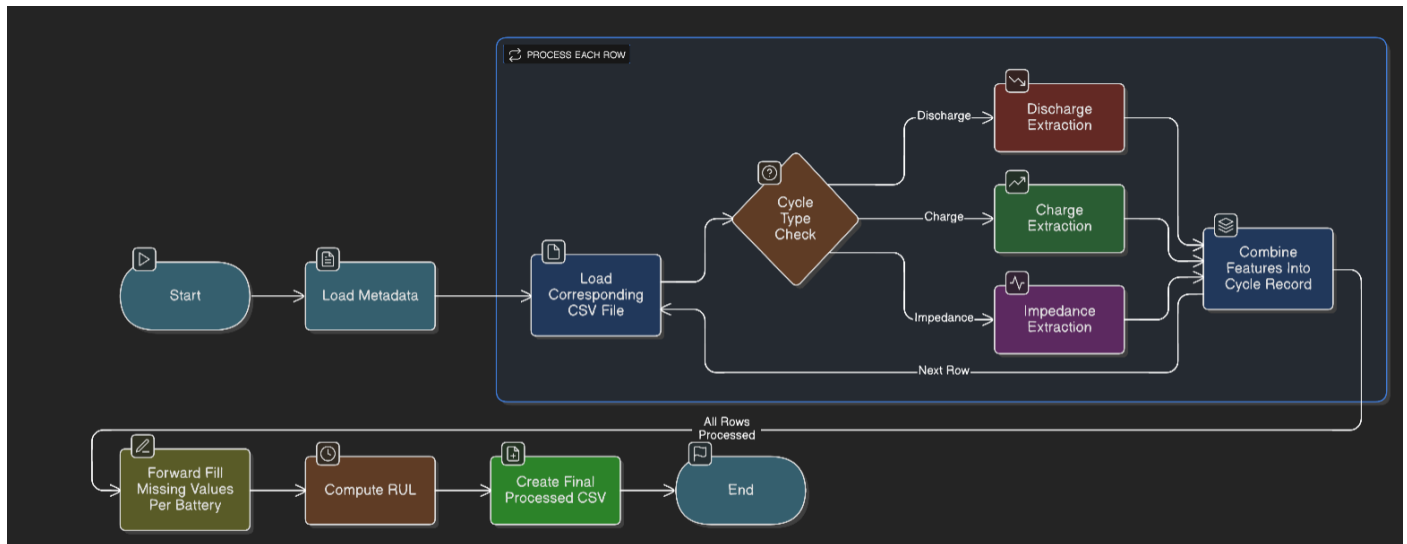 PROCESS EACH ROW
Start
Load Metadata
Load
Corresponding
CSV File
Cycle
Type
Check
Discharge
Charge
Impedance
Discharge
Extraction
Charge
Extraction
Impedance
Extraction
Combine
Features Into
Cycle Record
Next Row
All Rows
Processed
Forward Fill
Missing Values
Per Battery
Compute RUL
Create Final
Processed CSV
End